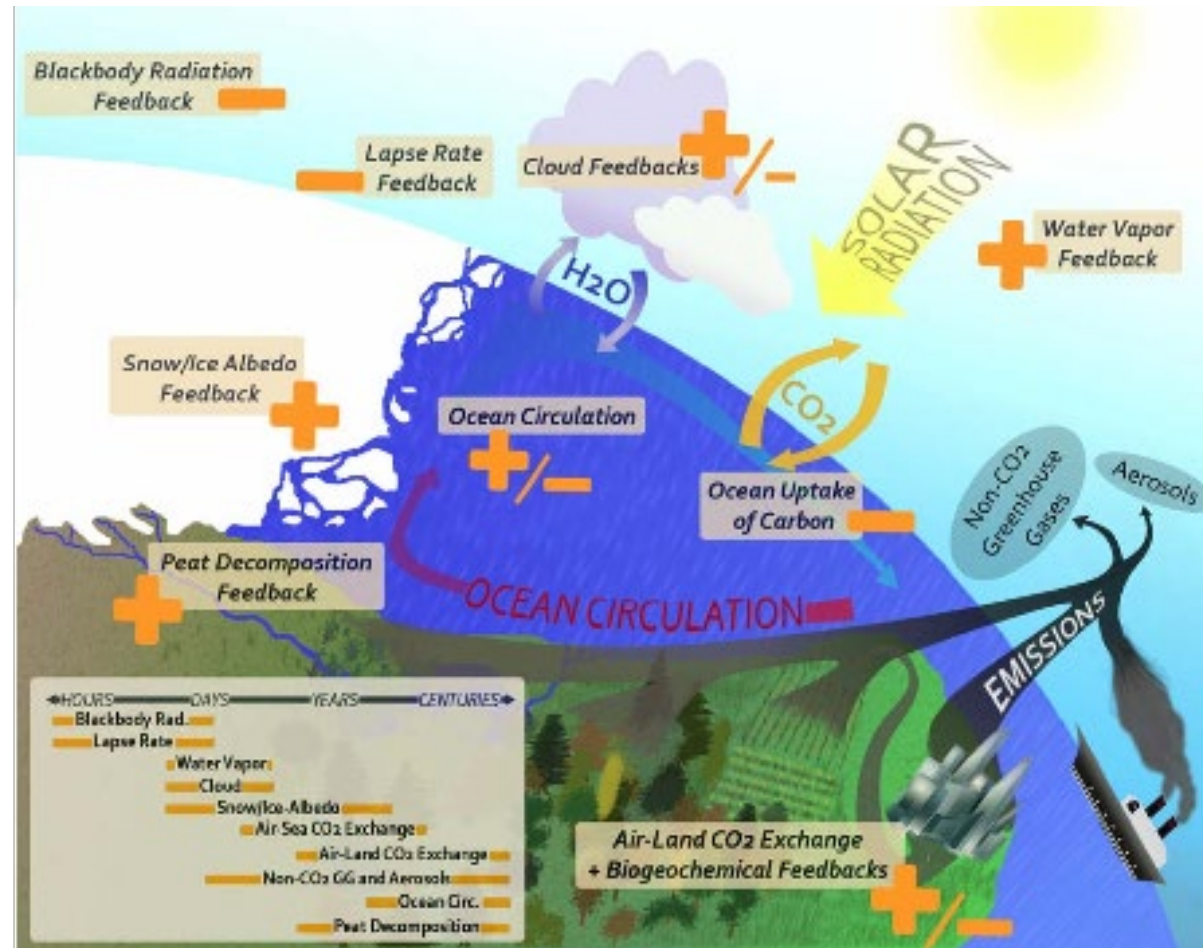 Blackbody Radiation
Feedback
Lapse Rate
Feedback
Cloud Feedbacks
+/-
SOLAR
RADIATION
Water Vapor
Feedback
H2O
Snow/Ice Albedo
Feedback
Ocean Circulation
+/-
CO2
Ocean Uptake
of Carbon
Non-CO2
Greenhouse
Gases
Aerosols
Peat Decomposition
Feedback
OCEAN CIRCULATION
EMISSIONS
HOURS DAYS YEARS CENTURIES
Blackbody Rad.
Lapse Rate
Water Vapor
Cloud
Snow/Ice-Albedo
Air-Sea CO2 Exchange
Air-Land CO2 Exchange
Non-CO2 GG and Aerosols
Ocean Circ.
Peat Decomposition
Air-Land CO2 Exchange
+ Biogeochemical Feedbacks
+/-